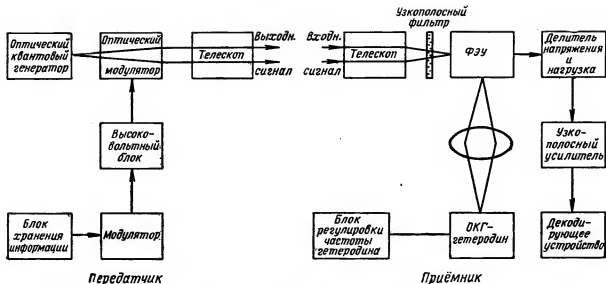 Оптический
квантовый
генератор
Оптический
модулятор
Телескоп
Выходн.
сигнал
Высоко-
вольтный
блок
Блок
хранения
информации
Модулятор
Передатчик
Входн.
сигнал
Телескоп
Узкополосный
фильтр
ФЭУ
Делитель
напряжения
и
нагрузка
Узко-
полосный
усилитель
Декоди-
рующее
устройство
ОКГ-
гетеродин
Блок
регулировки
частоты
гетеродина
Приёмник